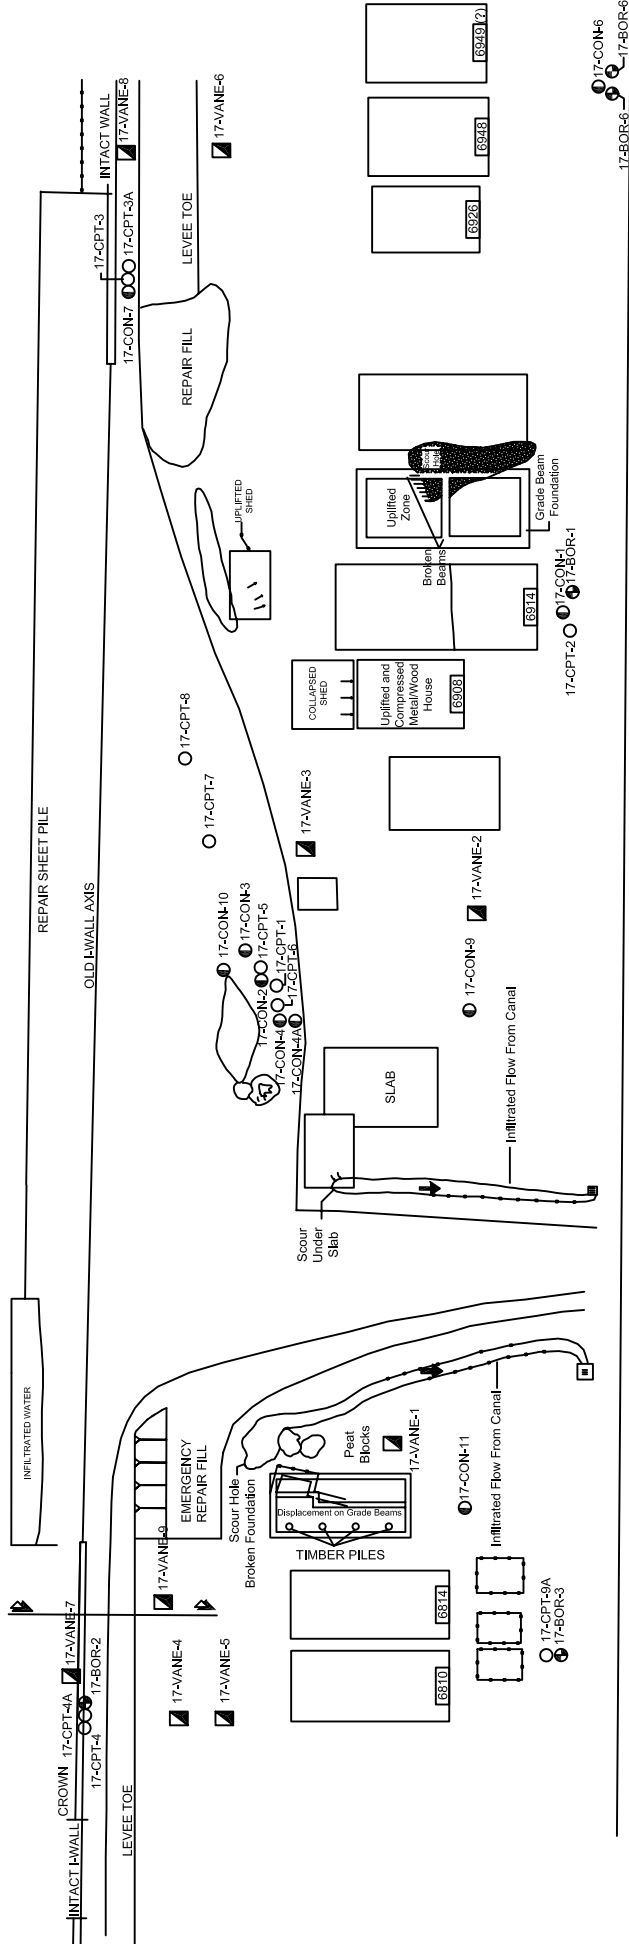 6949 (?)
17-CON-6
17-BOR-6
17-BOR-6
6948
6926
INTACT WALL
17-VANE-8
17-VANE-6
17-CPT-3
17-CPT-3A
17-CON-7
LEVEE TOE
REPAIR FILL
UPLIFTED
SHED
Scour
Hole
Uplifted
Zone
Broken
Beams
Grade Beam
Foundation
6914
17-CON-1
17-BOR-1
17-CPT-2
COLLAPSED
SHED
Uplifted and
Compressed
Metal/Wood
House
6908
REPAIR SHEET PILE
OLD I-WALL AXIS
17-CPT-8
17-CPT-7
17-VANE-3
17-VANE-2
17-CON-10
17-CON-3
17-CPT-5
17-CPT-1
17-CPT-6
17-CON-2
17-CON-4
17-CON-4A
17-CON-9
SLAB
Infiltrated Flow From Canal
Scour
Under
Slab
INFILTRATED WATER
EMERGENCY
REPAIR FILL
Scour Hole
Broken Foundation
Peat
Blocks
17-VANE-1
Displacement on Grade Beams
TIMBER PILES
17-CON-11
Infiltrated Flow From Canal
17-VANE-9
17-VANE-7
17-VANE-4
17-VANE-5
6814
6810
17-CPT-9A
17-BOR-3
CROWN
17-CPT-4A
17-BOR-2
17-CPT-4
INTACT I-WALL
LEVEE TOE